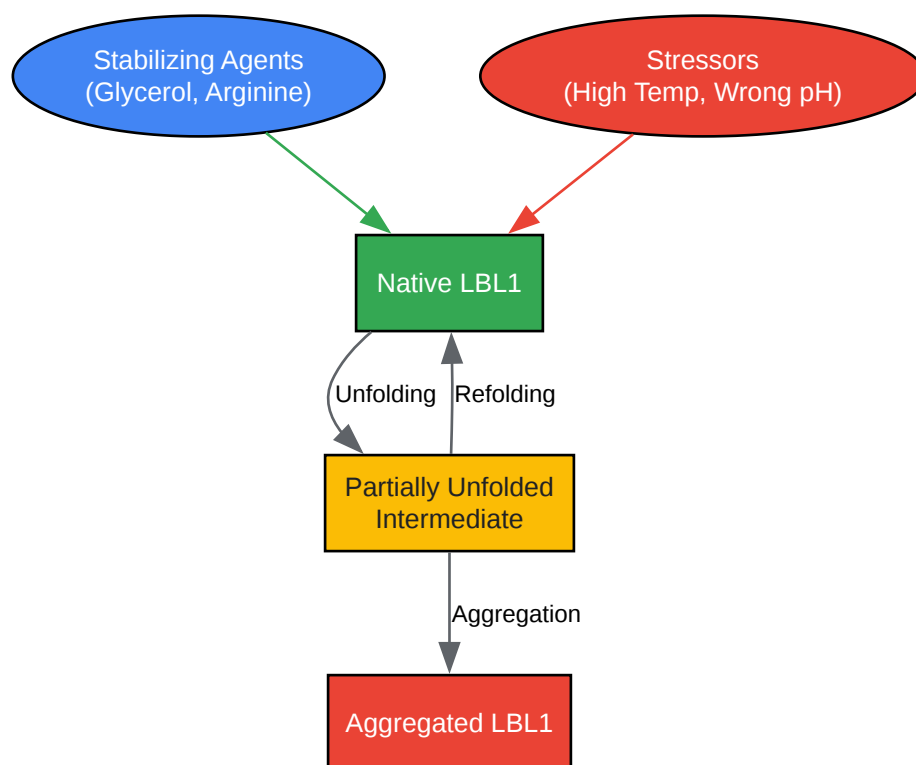 Stabilizing Agents
(Glycerol, Arginine)
Stressors
(High Temp, Wrong pH)
Native LBL1
Unfolding
Refolding
Partially Unfolded
Intermediate
Aggregation
Aggregated LBL1